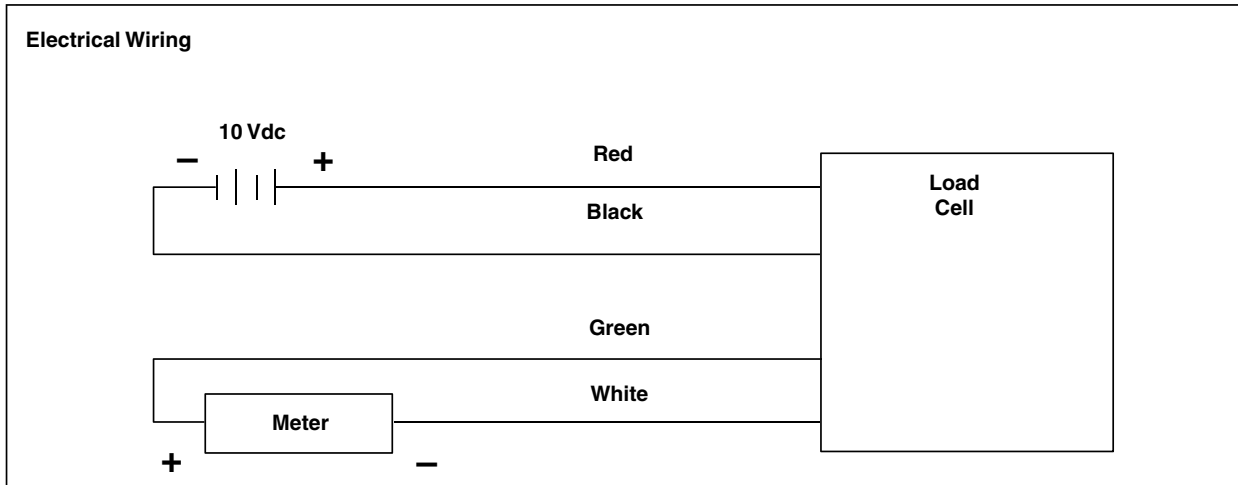 Electrical Wiring
10 Vdc
− +
Red
Load
Cell
Black
Green
White
Meter
+ −